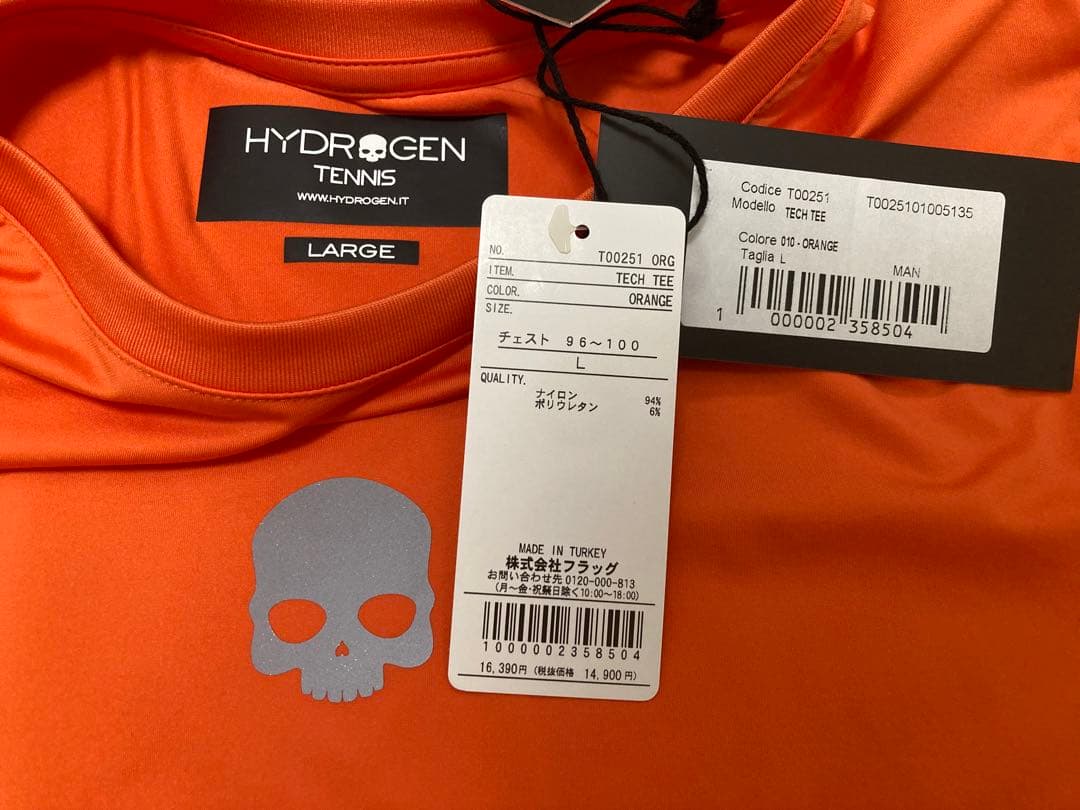 HYDROGEN
TENNIS
WWW.HYDROGEN.IT
LARGE
NO. T00251 ORG
ITEM. TECH TEE
COLOR. ORANGE
SIZE.
チェスト 96~100
L
QUALITY.
ナイロン 94%
ポリウレタン 6%
MADE IN TURKEY
株式会社フラッグ
お問い合わせ先 0120-000-813
(月~金・祝祭日除く10:00~18:00)
1000002358504
16,390円 (税抜価格 14,900円)
Codice T00251 T0025101005135
Modello TECH TEE
Colore 010 - ORANGE
Taglia L
MAN
1 000002 358504